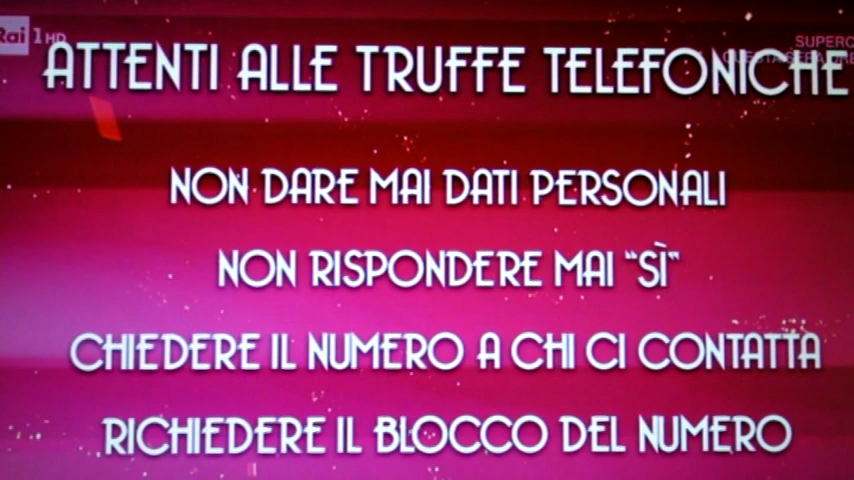 Rai 1 HD
SUPERC
ATTENTI ALLE TRUFFE TELEFONICHE
NON DARE MAI DATI PERSONALI
NON RISPONDERE MAI "SÌ"
CHIEDERE IL NUMERO A CHI CI CONTATTA
RICHIEDERE IL BLOCCO DEL NUMERO